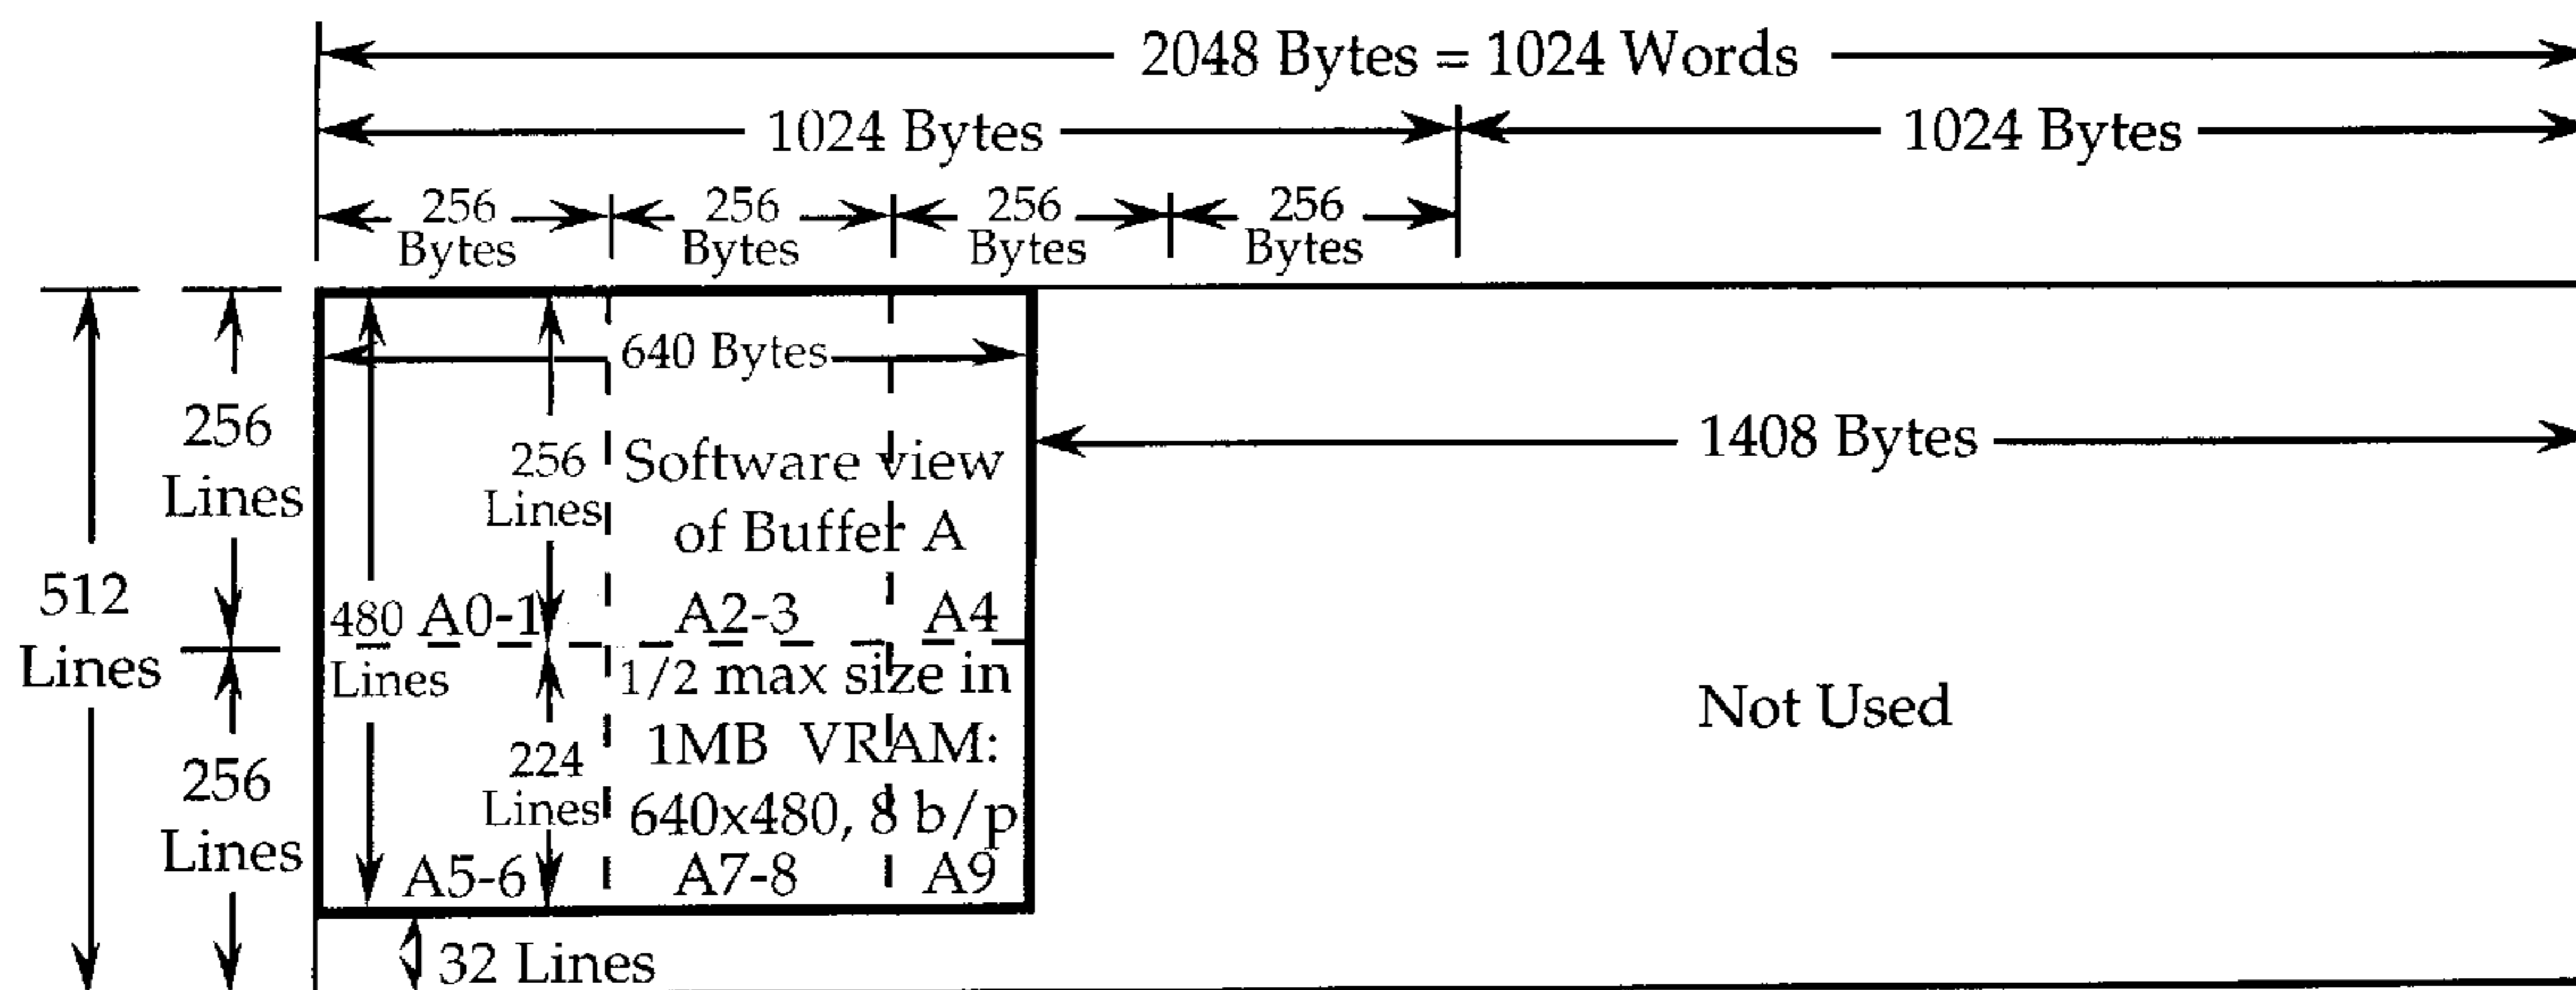 2048 Bytes = 1024 Words
1024 Bytes
1024 Bytes
256
Bytes
256
Bytes
256
Bytes
256
Bytes
640 Bytes
512
Lines
256
Lines
256
Lines
480
Lines
256
Lines
224
Lines
Software view
of Buffer A
A0-1
A2-3
A4
1/2 max size in
1MB VRAM:
640x480, 8 b/p
A5-6
A7-8
A9
32 Lines
1408 Bytes
Not Used